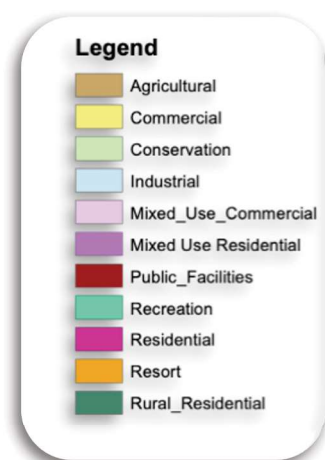 Legend
Agricultural
Commercial
Conservation
Industrial
Mixed_Use_Commercial
Mixed Use Residential
Public_Facilities
Recreation
Residential
Resort
Rural_Residential